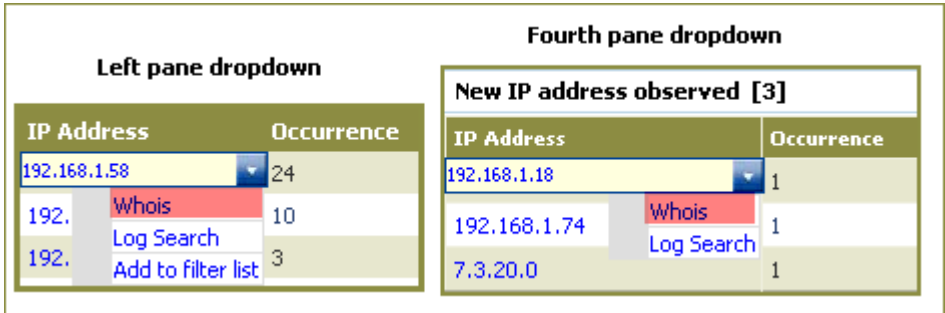 Left pane dropdown
IP Address Occurrence
192.168.1.58 24
192. Whois 10
Log Search
192. Add to filter list 3
Fourth pane dropdown
New IP address observed [3]
IP Address Occurrence
192.168.1.18 1
192.168.1.74 Whois 1
Log Search
7.3.20.0 1